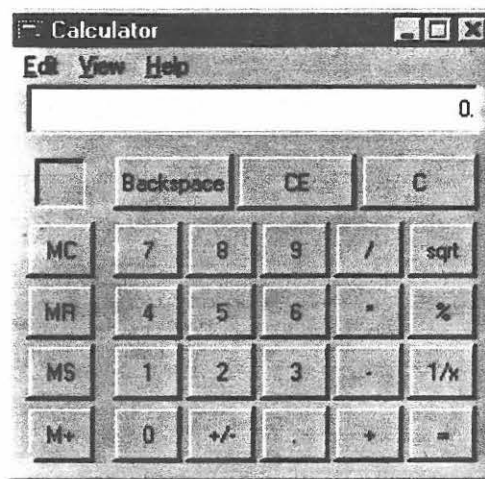 Calculator
Edit View Help
0.
Backspace CE C
MC 7 8 9 / sqrt
MR 4 5 6 * %
MS 1 2 3 - 1/x
M+ 0 +/- . + =